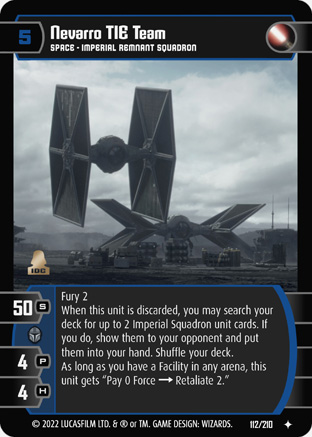 5
Nevarro TIE Team
SPACE - IMPERIAL REMNANT SQUADRON
IDC
50 S
4 P
4 H
Fury 2
When this unit is discarded, you may search your
deck for up to 2 Imperial Squadron unit cards. If
you do, show them to your opponent and put
them into your hand. Shuffle your deck.
As long as you have a Facility in any arena, this
unit gets "Pay 0 Force → Retaliate 2."
© 2022 LUCASFILM LTD. & ® or TM. GAME DESIGN: WIZARDS. 112/210